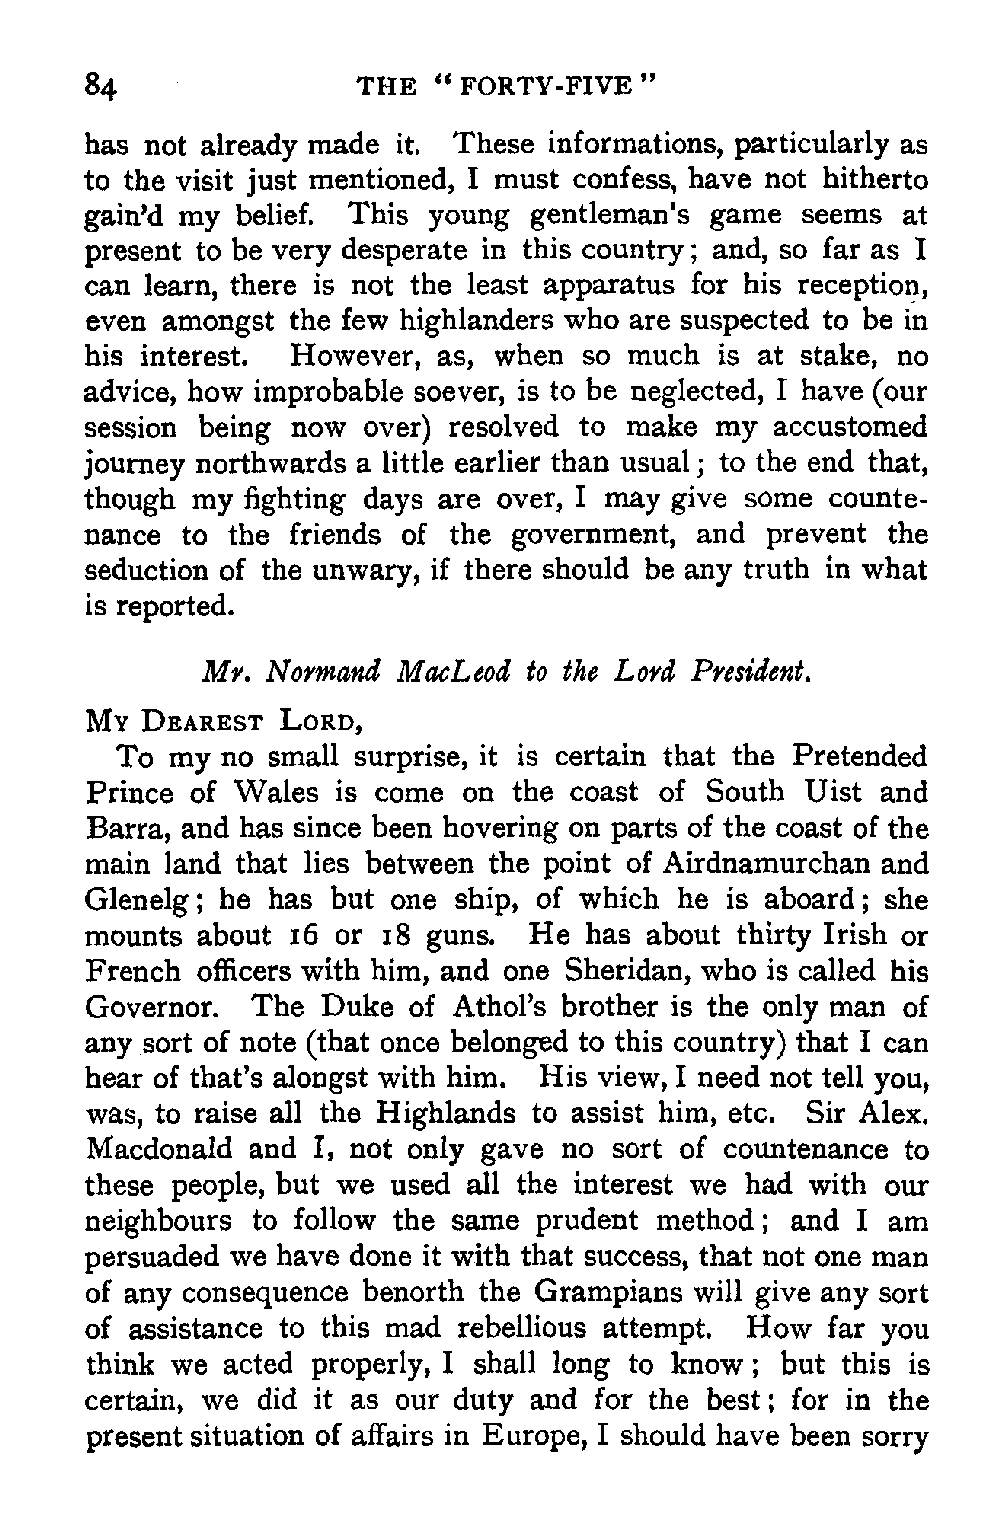 84 THE “ FORTY-FIVE ”
has not already made it. These informations, particularly as
to the visit just mentioned, I must confess, have not hitherto
gain’d my belief. This young gentleman's game seems at
present to be very desperate in this country ; and, so far as I
can learn, there is not the least apparatus for his reception,
even amongst the few highlanders who are suspected to be in
his interest. However, as, when so much is at stake, no
advice, how improbable soever, is to be neglected, I have (our
session being now over) resolved to make my accustomed
journey northwards a little earlier than usual ; to the end that,
though my fighting days are over, I may give some counte-
nance to the friends of the government, and prevent the
seduction of the unwary, if there should be any truth in what
is reported.
Mr. Normand MacLeod to the Lord President.
MY DEAREST LORD,
To my no small surprise, it is certain that the Pretended
Prince of Wales is come on the coast of South Uist and
Barra, and has since been hovering on parts of the coast of the
main land that lies between the point of Airdnamurchan and
Glenelg ; he has but one ship, of which he is aboard ; she
mounts about 16 or 18 guns. He has about thirty Irish or
French officers with him, and one Sheridan, who is called his
Governor. The Duke of Athol’s brother is the only man of
any sort of note (that once belonged to this country) that I can
hear of that’s alongst with him. His view, I need not tell you,
was, to raise all the Highlands to assist him, etc. Sir Alex.
Macdonald and I, not only gave no sort of countenance to
these people, but we used all the interest we had with our
neighbours to follow the same prudent method ; and I am
persuaded we have done it with that success, that not one man
of any consequence benorth the Grampians will give any sort
of assistance to this mad rebellious attempt. How far you
think we acted properly, I shall long to know ; but this is
certain, we did it as our duty and for the best ; for in the
present situation of affairs in Europe, I should have been sorry